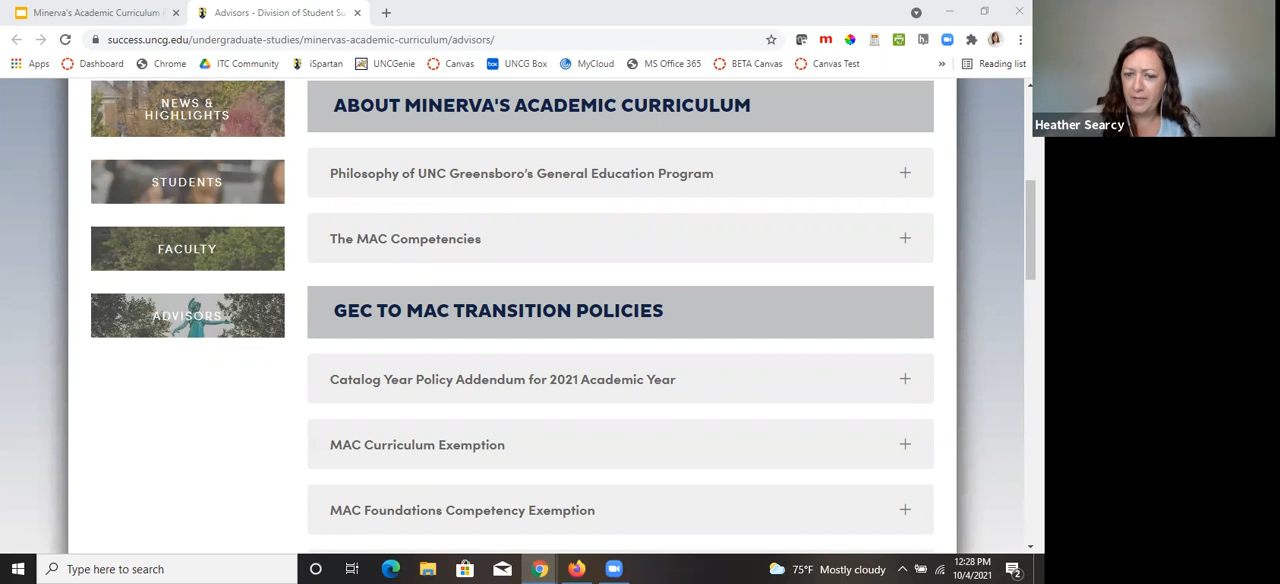 Minerva's Academic Curriculum
Advisors - Division of Student Su
success.uncg.edu/undergraduate-studies/minervas-academic-curriculum/advisors/
Apps
Dashboard
Chrome
ITC Community
iSpartan
UNCGenie
Canvas
UNCG Box
MyCloud
MS Office 365
BETA Canvas
Canvas Test
»
Reading list
NEWS &
HIGHLIGHTS
STUDENTS
FACULTY
ADVISORS
ABOUT MINERVA'S ACADEMIC CURRICULUM
Philosophy of UNC Greensboro's General Education Program
The MAC Competencies
GEC TO MAC TRANSITION POLICIES
Catalog Year Policy Addendum for 2021 Academic Year
MAC Curriculum Exemption
MAC Foundations Competency Exemption
Heather Searcy
Type here to search
75°F Mostly cloudy
12:28 PM
10/4/2021
2